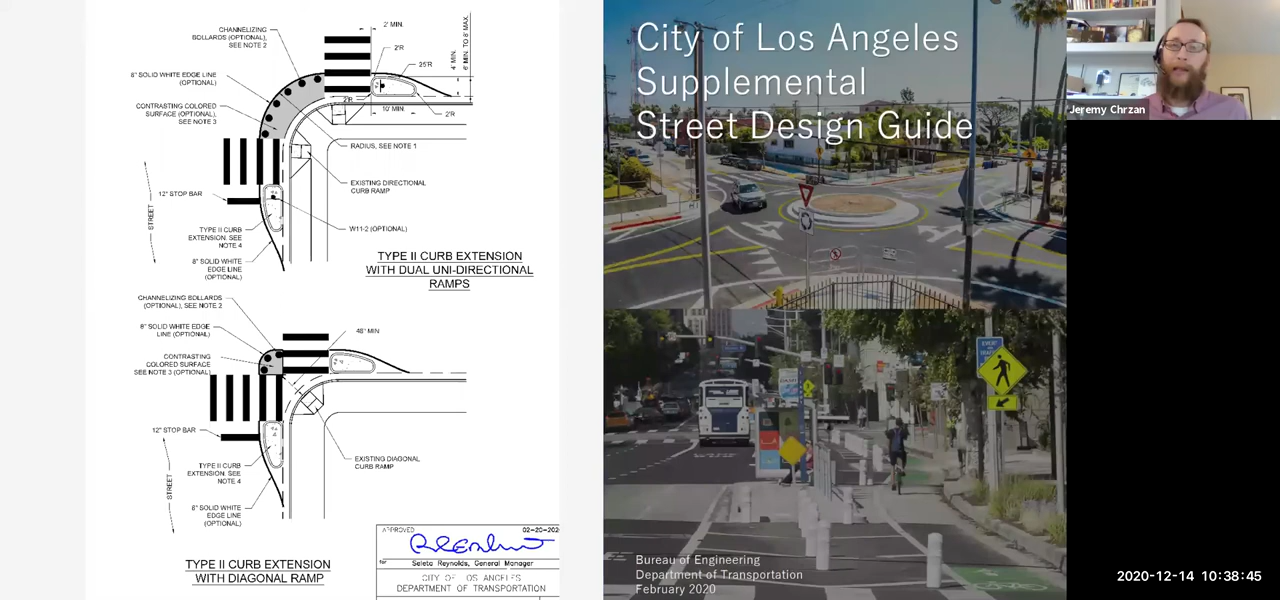 2' MIN.
CHANNELIZING
BOLLARDS (OPTIONAL),
SEE NOTE 2
2'R
25'R
4' MIN.
6' MIN. TO 8' MAX.
8" SOLID WHITE EDGE LINE
(OPTIONAL)
CONTRASTING COLORED
SURFACE (OPTIONAL),
SEE NOTE 3
2'R
10' MIN.
2'R
RADIUS, SEE NOTE 1
EXISTING DIRECTIONAL
CURB RAMP
12" STOP BAR
STREET
W11-2 (OPTIONAL)
TYPE II CURB
EXTENSION, SEE
NOTE 4
8" SOLID WHITE
EDGE LINE
(OPTIONAL)
TYPE II CURB EXTENSION
WITH DUAL UNI-DIRECTIONAL
RAMPS
CHANNELIZING BOLLARDS
(OPTIONAL), SEE NOTE 2
8" SOLID WHITE EDGE
LINE (OPTIONAL)
48" MIN
CONTRASTING
COLORED SURFACE
SEE NOTE 3 (OPTIONAL)
12" STOP BAR
EXISTING DIAGONAL
CURB RAMP
STREET
TYPE II CURB
EXTENSION, SEE
NOTE 4
8" SOLID WHITE
EDGE LINE
(OPTIONAL)
TYPE II CURB EXTENSION
WITH DIAGONAL RAMP
APPROVED
02-20-202
for
Seleta Reynolds, General Manager
CITY OF LOS ANGELES
DEPARTMENT OF TRANSPORTATION
City of Los Angeles
Supplemental
Street Design Guide
Bureau of Engineering
Department of Transportation
February 2020
Jeremy Chrzan
2020-12-14 10:38:45